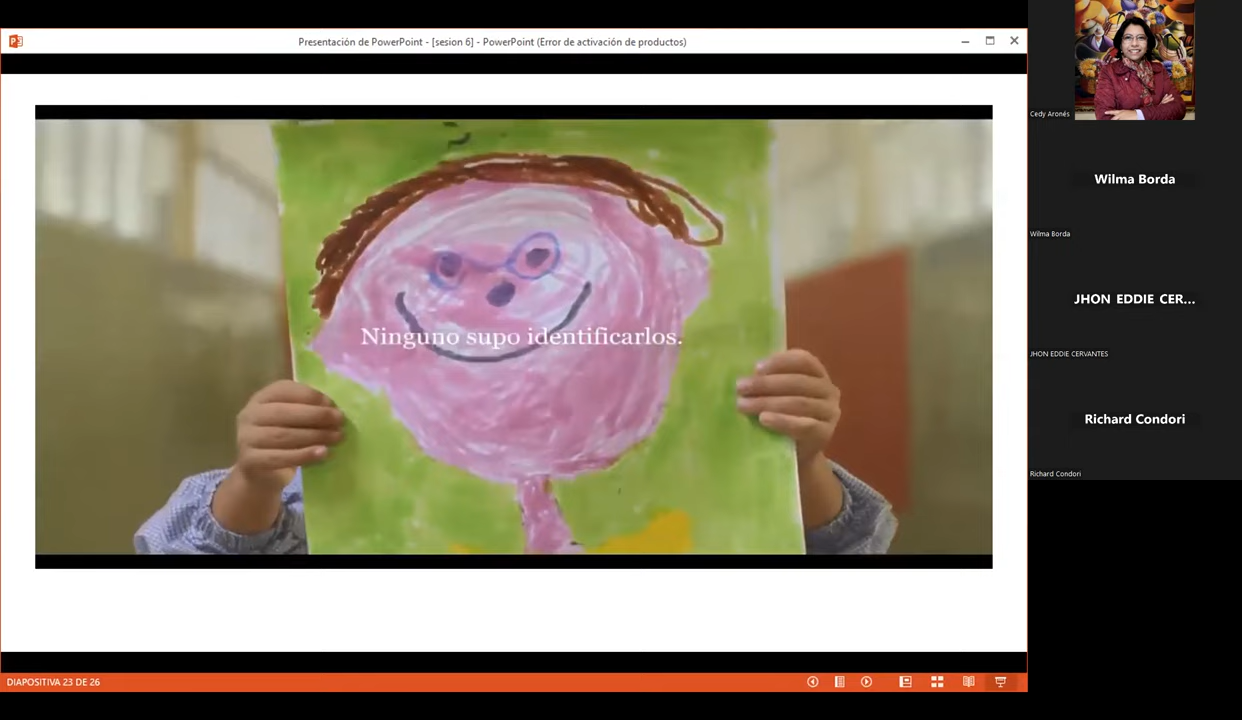 Presentación de PowerPoint - [sesion 6] - PowerPoint (Error de activación de productos)
Cedy Aronés
Wilma Borda
Wilma Borda
JHON EDDIE CER...
JHON EDDIE CERVANTES
Richard Condori
Richard Condori
Ninguno supo identificarlos.
DIAPOSITIVA 23 DE 26